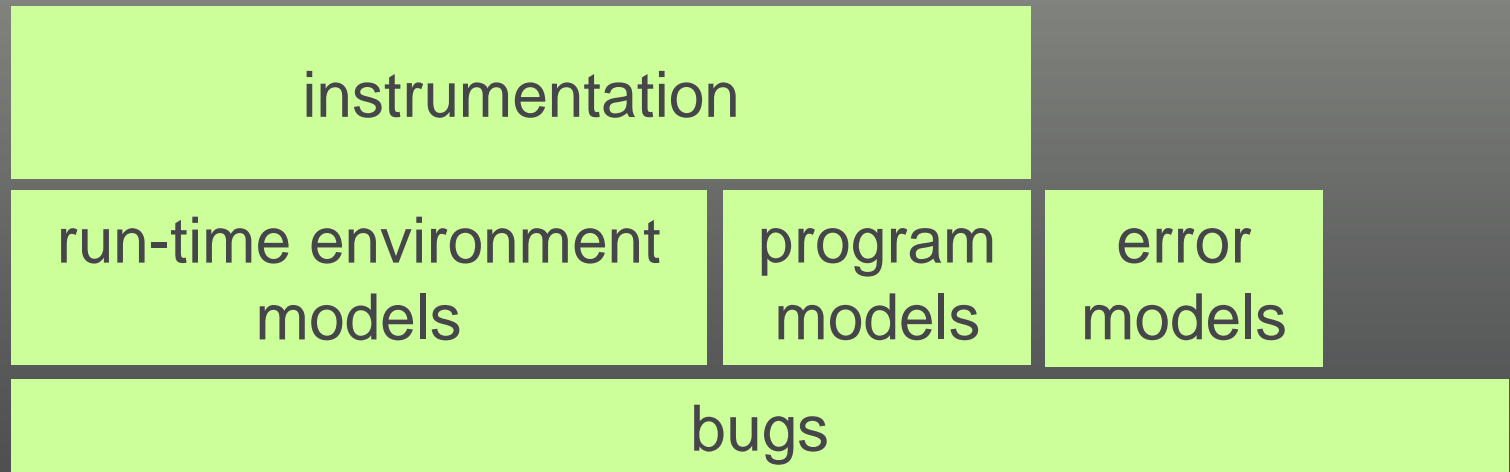 instrumentation
run-time environment
models
program
models
error
models
bugs